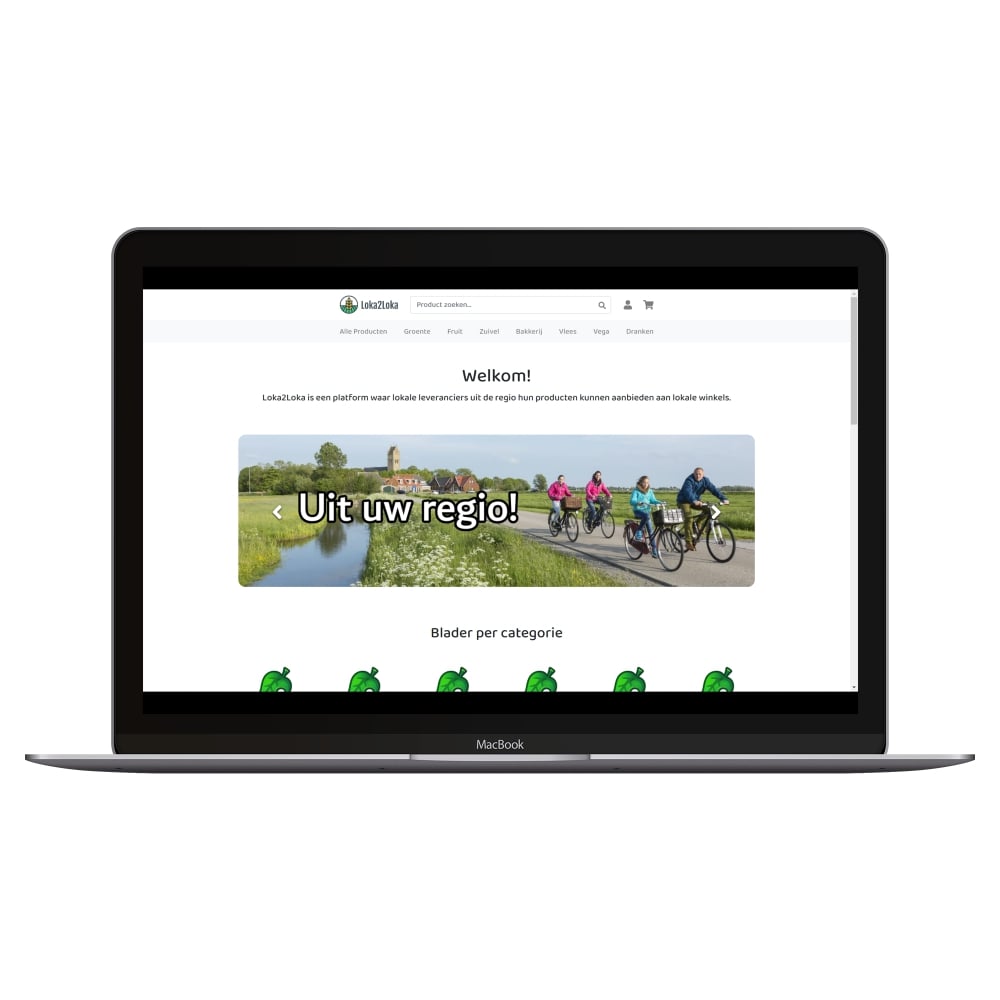 Loka2Loka
Product zoeken...
Alle Producten Groente Fruit Zuivel Bakkerij Vlees Vega Dranken
Welkom!
Loka2Loka is een platform waar lokale leveranciers uit de regio hun producten kunnen aanbieden aan lokale winkels.
Uit uw regio!
Blader per categorie
MacBook